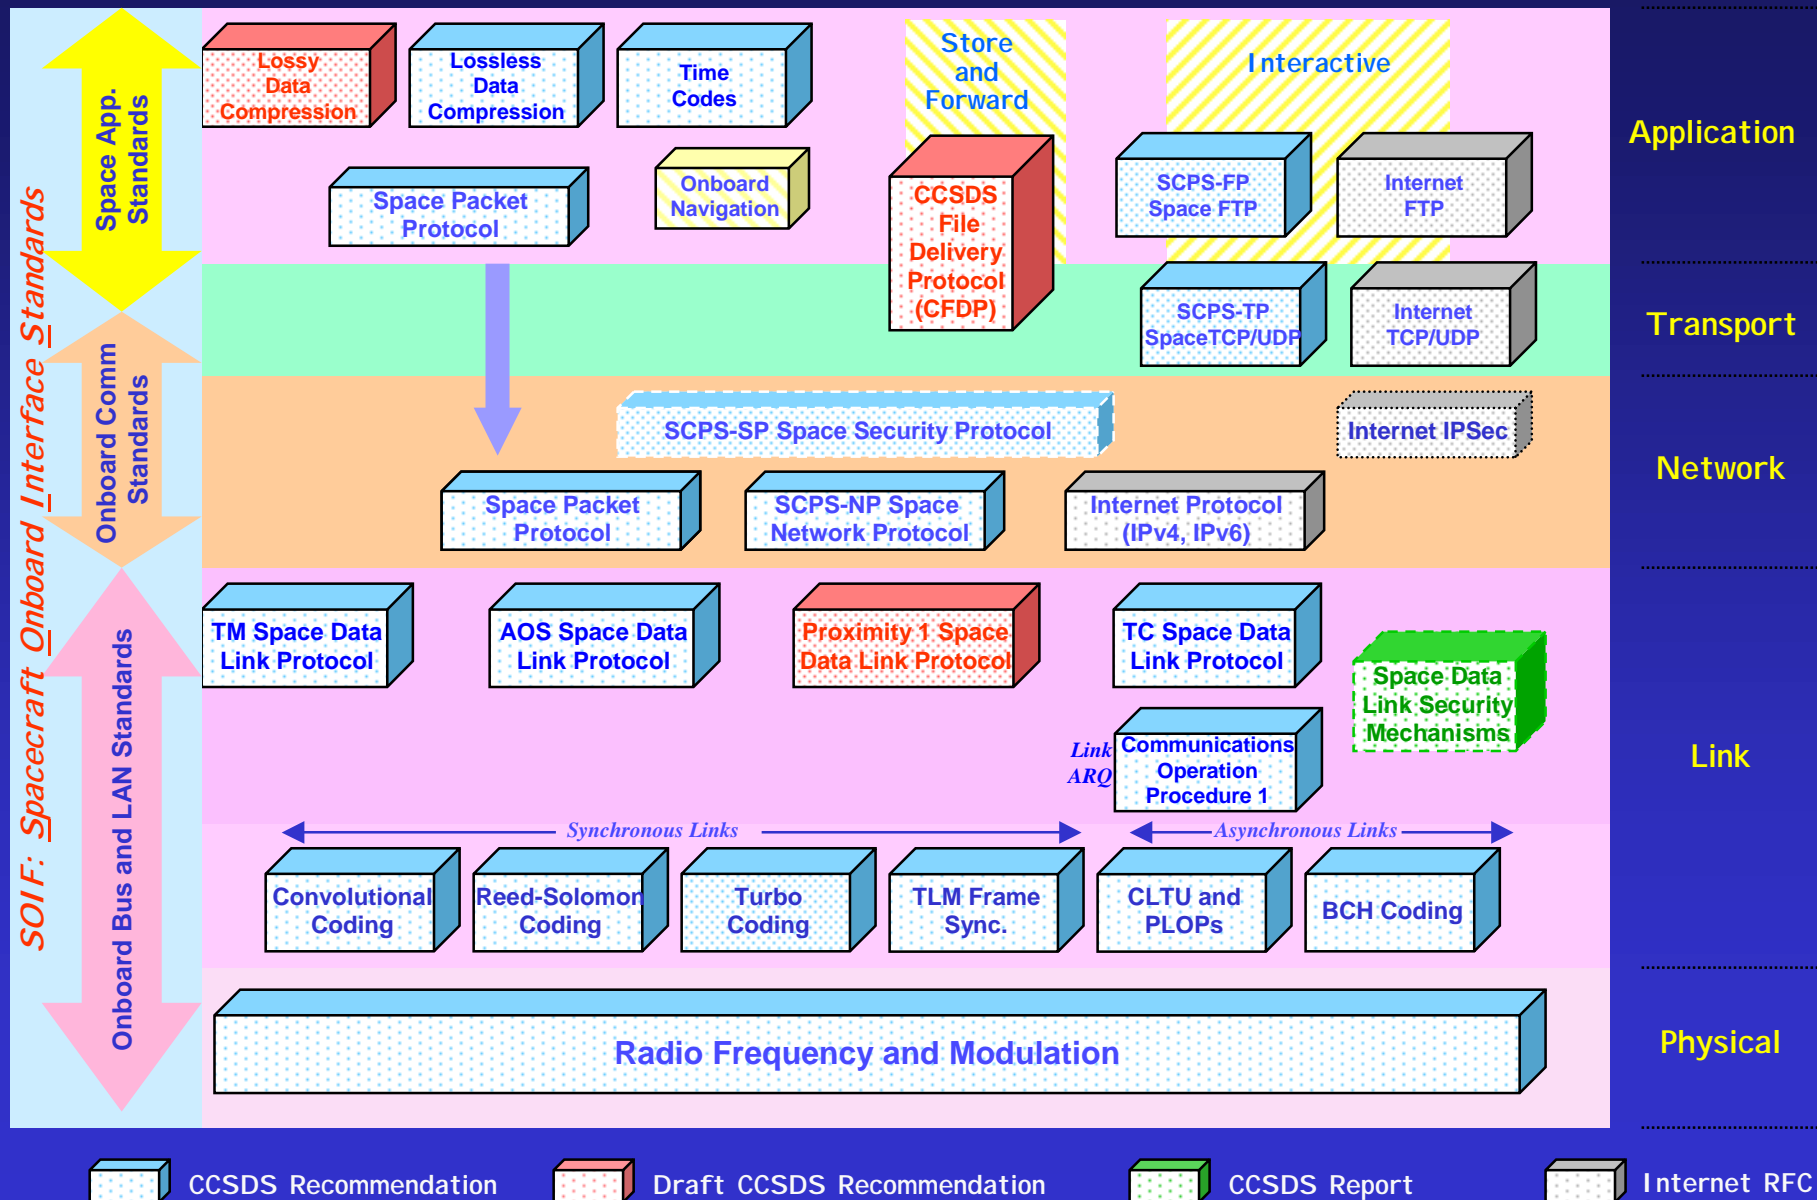 SOIF: Spacecraft Onboard Interface Standards
Space App.
Standards
Onboard Comm
Standards
Onboard Bus and LAN Standards
Lossy
Data
Compression
Lossless
Data
Compression
Time
Codes
Store
and
Forward
Interactive
Application
Space Packet
Protocol
Onboard
Navigation
CCSDS
File
Delivery
Protocol
(CFDP)
SCPS-FP
Space FTP
Internet
FTP
SCPS-TP
SpaceTCP/UDP
Internet
TCP/UDP
Transport
SCPS-SP Space Security Protocol
Internet IPSec
Network
Space Packet
Protocol
SCPS-NP Space
Network Protocol
Internet Protocol
(IPv4, IPv6)
TM Space Data
Link Protocol
AOS Space Data
Link Protocol
Proximity 1 Space
Data Link Protocol
TC Space Data
Link Protocol
Space Data
Link Security
Mechanisms
Link
ARQ
Communications
Operation
Procedure 1
Link
Synchronous Links
Asynchronous Links
Convolutional
Coding
Reed-Solomon
Coding
Turbo
Coding
TLM Frame
Sync.
CLTU and
PLOPs
BCH Coding
Radio Frequency and Modulation
Physical
CCSDS Recommendation
Draft CCSDS Recommendation
CCSDS Report
Internet RFC